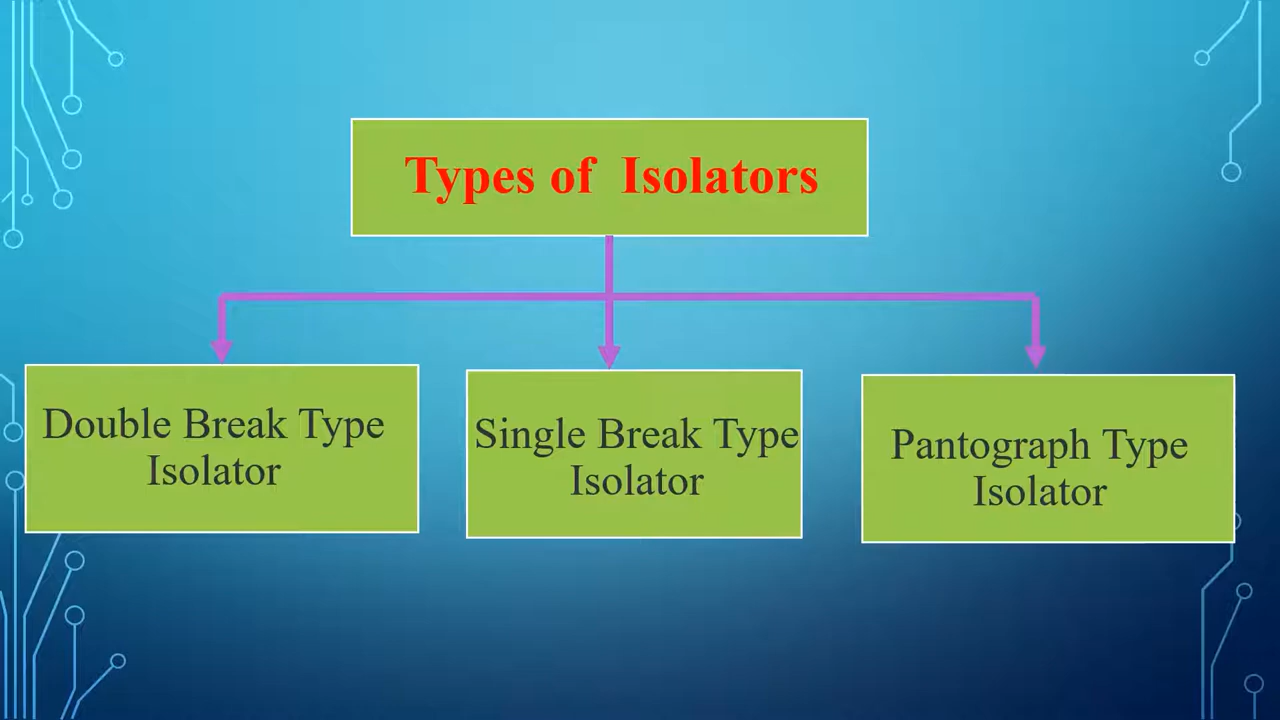 Types of Isolators
Double Break Type
Isolator
Single Break Type
Isolator
Pantograph Type
Isolator